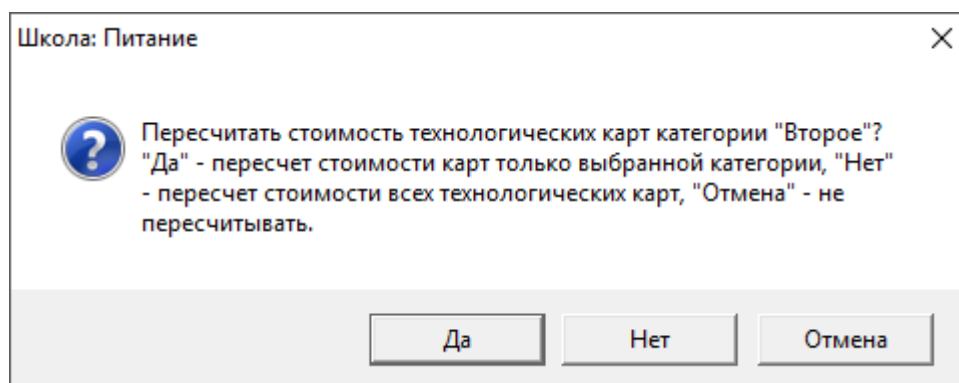 Школа: Питание
Пересчитать стоимость технологических карт категории "Второе"?
"Да" - пересчет стоимости карт только выбранной категории, "Нет"
- пересчет стоимости всех технологических карт, "Отмена" - не
пересчитывать.
Да
Нет
Отмена